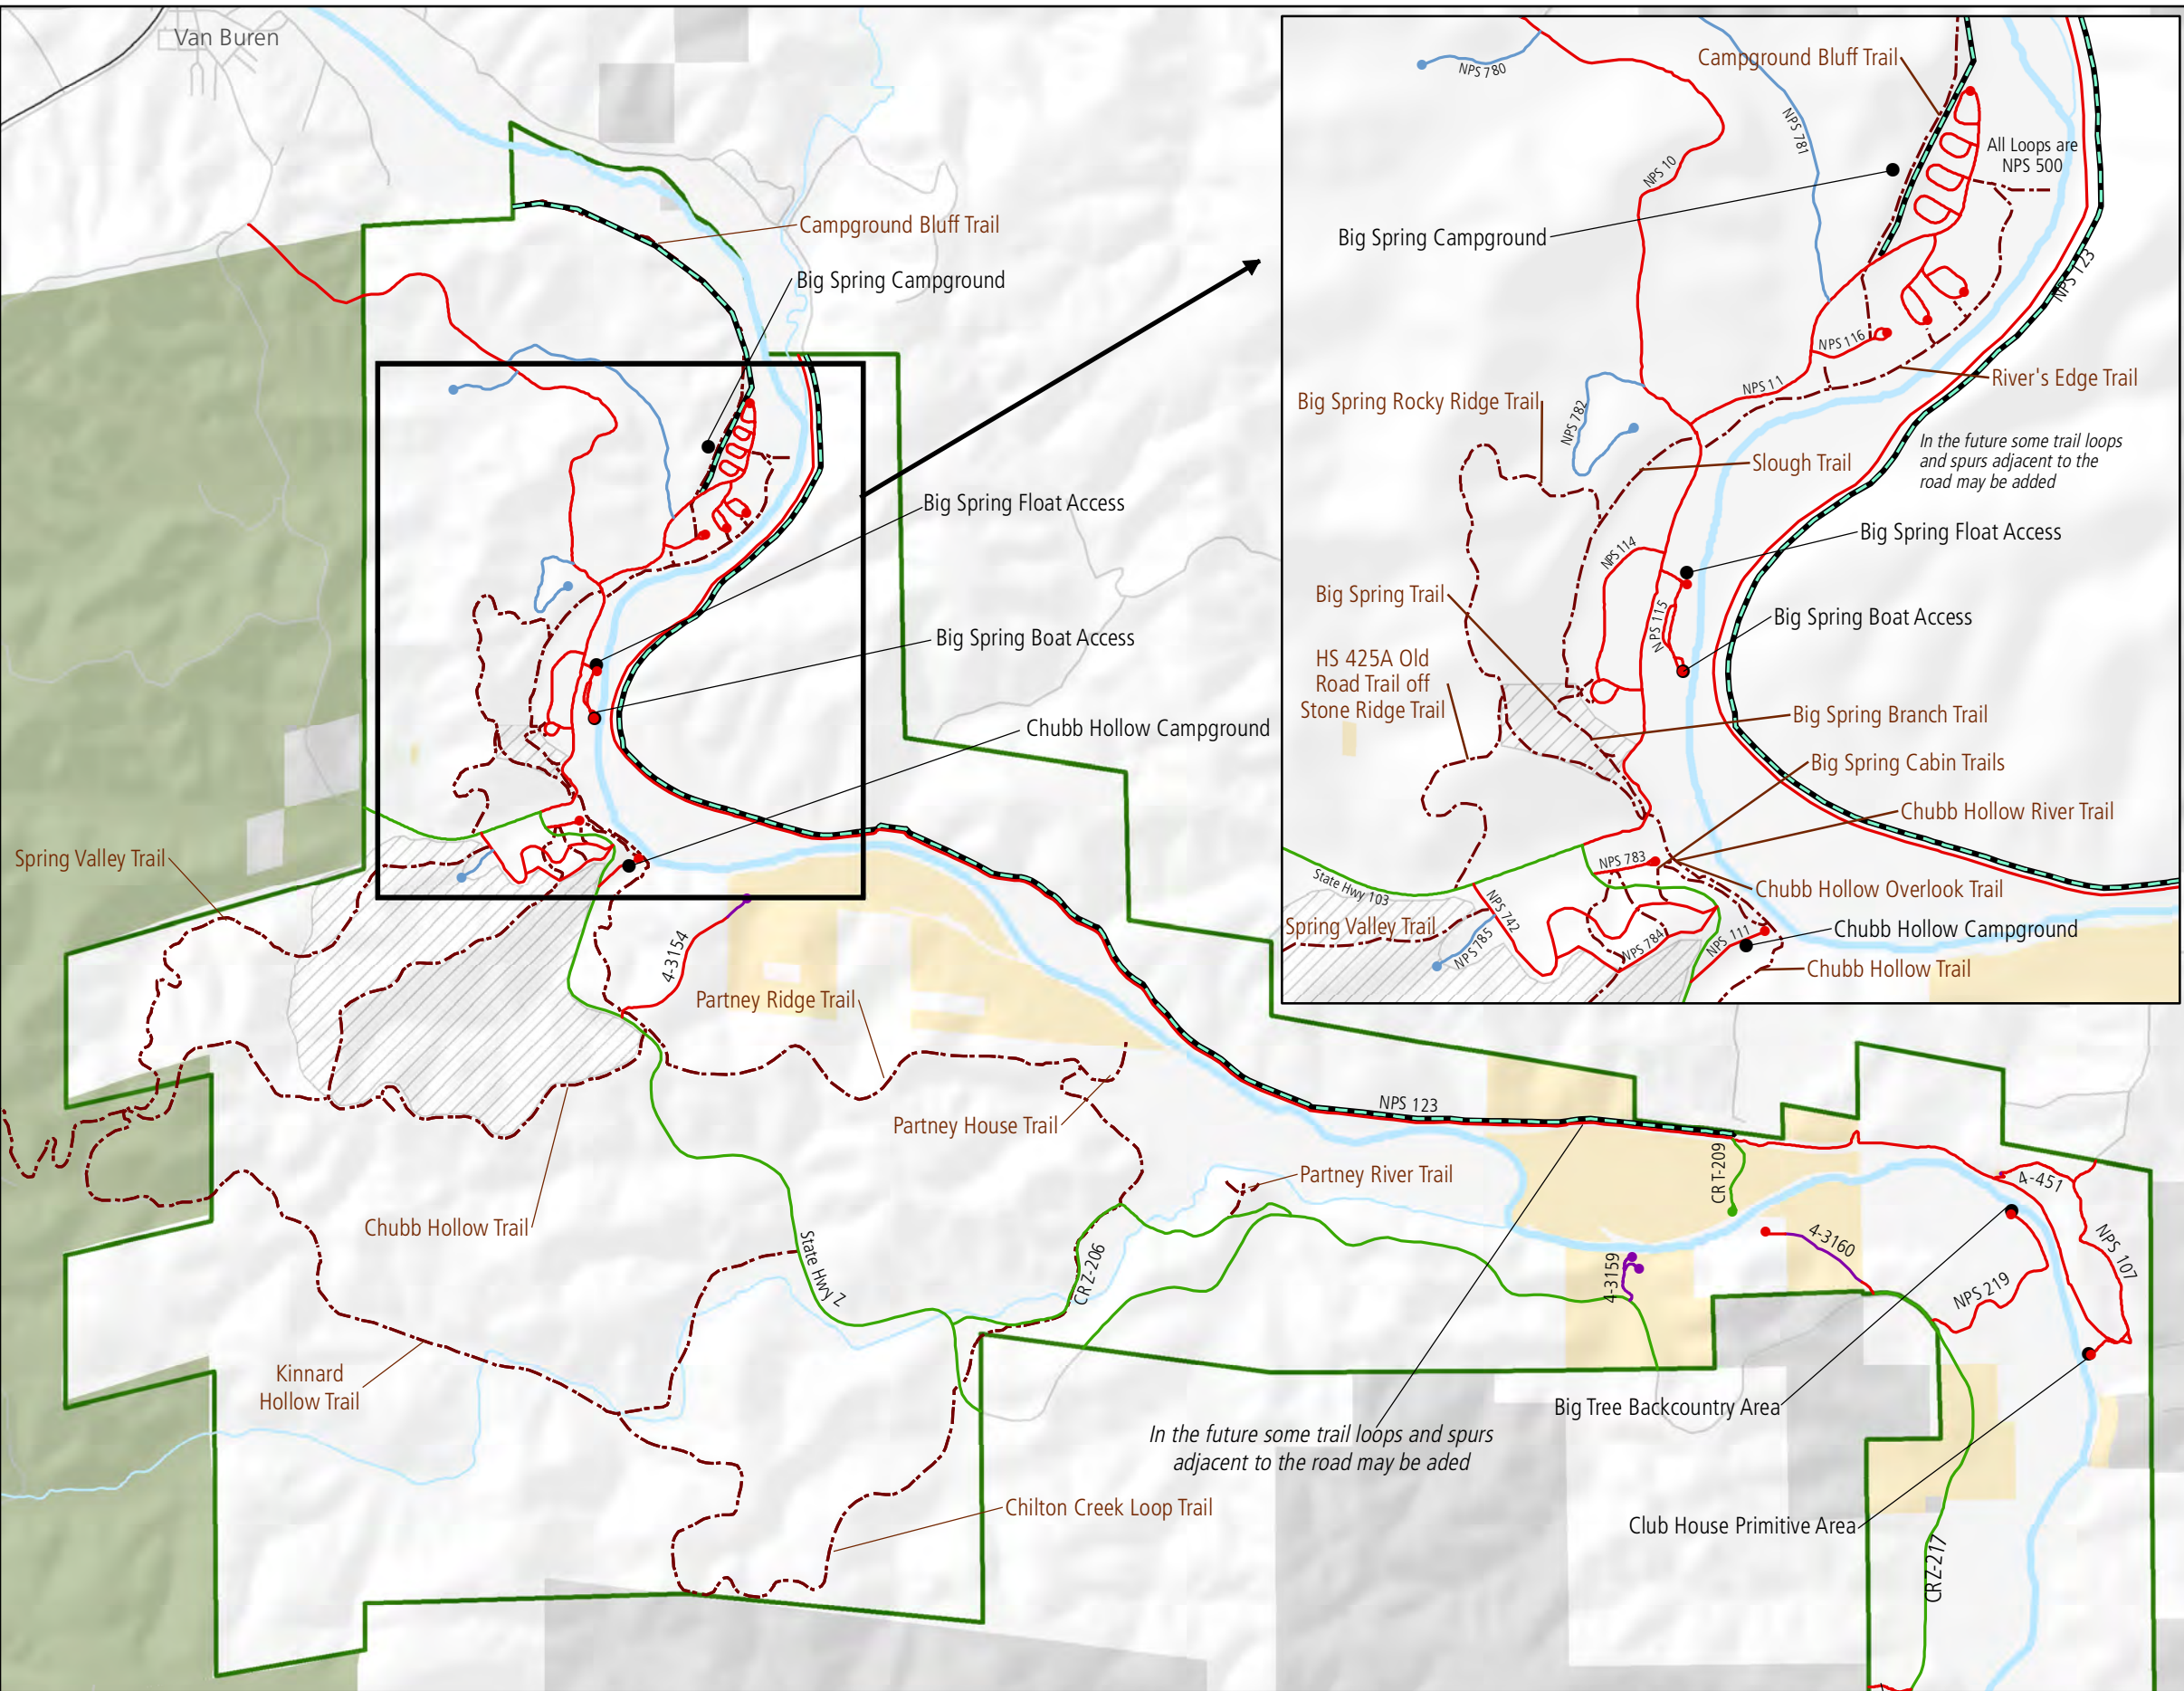 Van Buren
Campground Bluff Trail
Big Spring Campground
Big Spring Float Access
Big Spring Boat Access
Chubb Hollow Campground
Spring Valley Trail
4-3154
Partney Ridge Trail
Partney House Trail
NPS 123
Partney River Trail
CR T-209
4-451
NPS 107
Chubb Hollow Trail
State Hwy Z
CR Z-206
4-3159
4-3160
NPS 219
Kinnard
Hollow Trail
Big Tree Backcountry Area
In the future some trail loops and spurs
adjacent to the road may be aded
Chilton Creek Loop Trail
Club House Primitive Area
CR Z-217
Campground Bluff Trail
NPS 780
NPS 781
NPS 10
All Loops are
NPS 500
Big Spring Campground
NPS 123
NPS 116
NPS 11
River's Edge Trail
Big Spring Rocky Ridge Trail
NPS 782
In the future some trail loops
and spurs adjacent to the
road may be added
Slough Trail
Big Spring Float Access
NPS 114
Big Spring Trail
NPS 115
Big Spring Boat Access
HS 425A Old
Road Trail off
Stone Ridge Trail
Big Spring Branch Trail
Big Spring Cabin Trails
Chubb Hollow River Trail
NPS 783
State Hwy 103
Chubb Hollow Overlook Trail
NPS 742
Spring Valley Trail
NPS 785
NPS 784
NPS 111
Chubb Hollow Campground
Chubb Hollow Trail